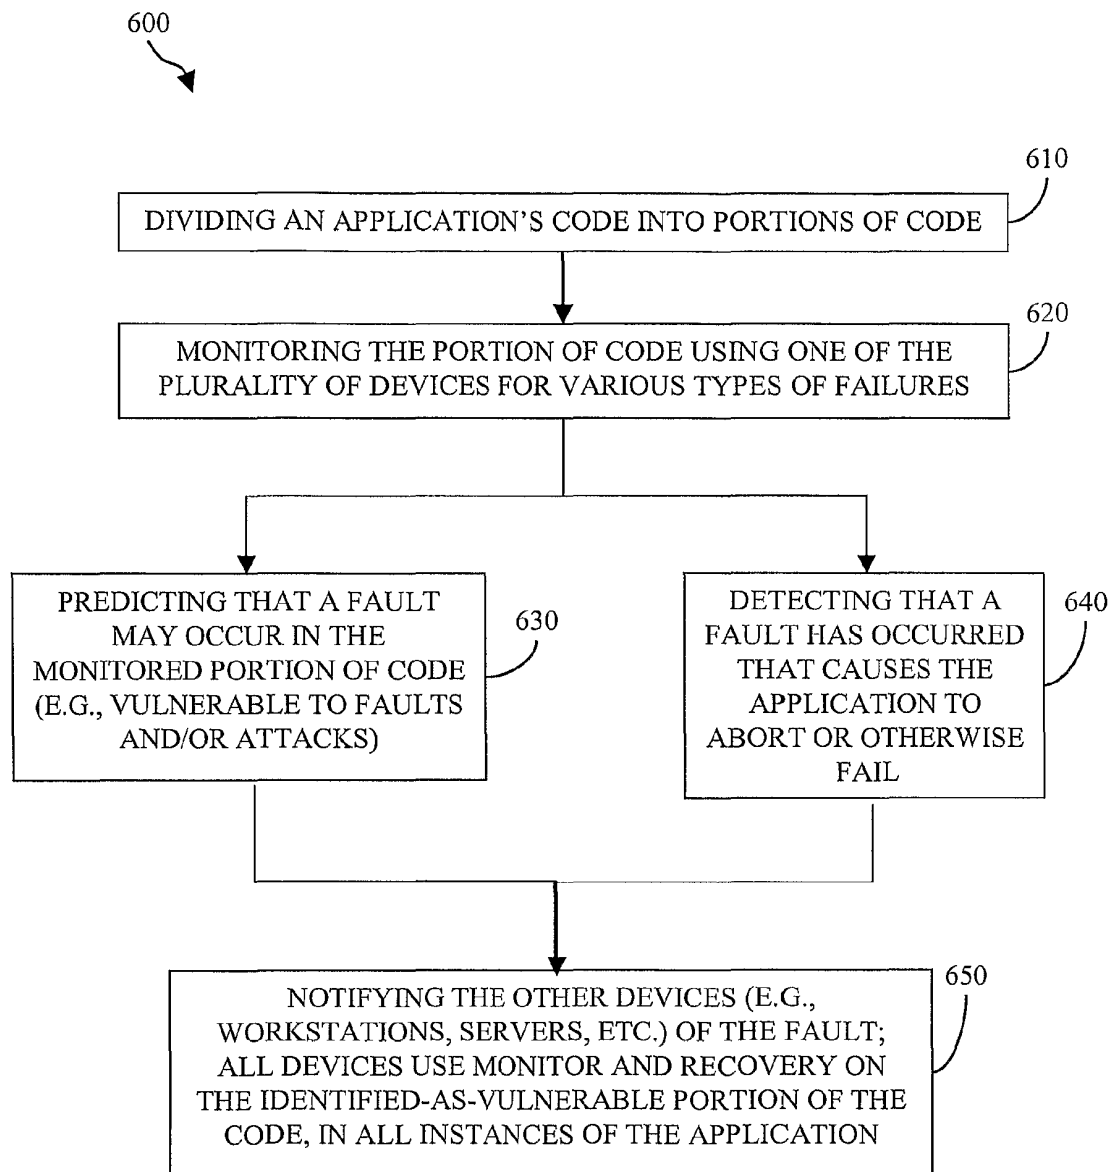 600
610
DIVIDING AN APPLICATION'S CODE INTO PORTIONS OF CODE
620
MONITORING THE PORTION OF CODE USING ONE OF THE
PLURALITY OF DEVICES FOR VARIOUS TYPES OF FAILURES
PREDICTING THAT A FAULT
MAY OCCUR IN THE
MONITORED PORTION OF CODE
(E.G., VULNERABLE TO FAULTS
AND/OR ATTACKS)
630
DETECTING THAT A
FAULT HAS OCCURRED
THAT CAUSES THE
APPLICATION TO
ABORT OR OTHERWISE
FAIL
640
650
NOTIFYING THE OTHER DEVICES (E.G.,
WORKSTATIONS, SERVERS, ETC.) OF THE FAULT;
ALL DEVICES USE MONITOR AND RECOVERY ON
THE IDENTIFIED-AS-VULNERABLE PORTION OF THE
CODE, IN ALL INSTANCES OF THE APPLICATION